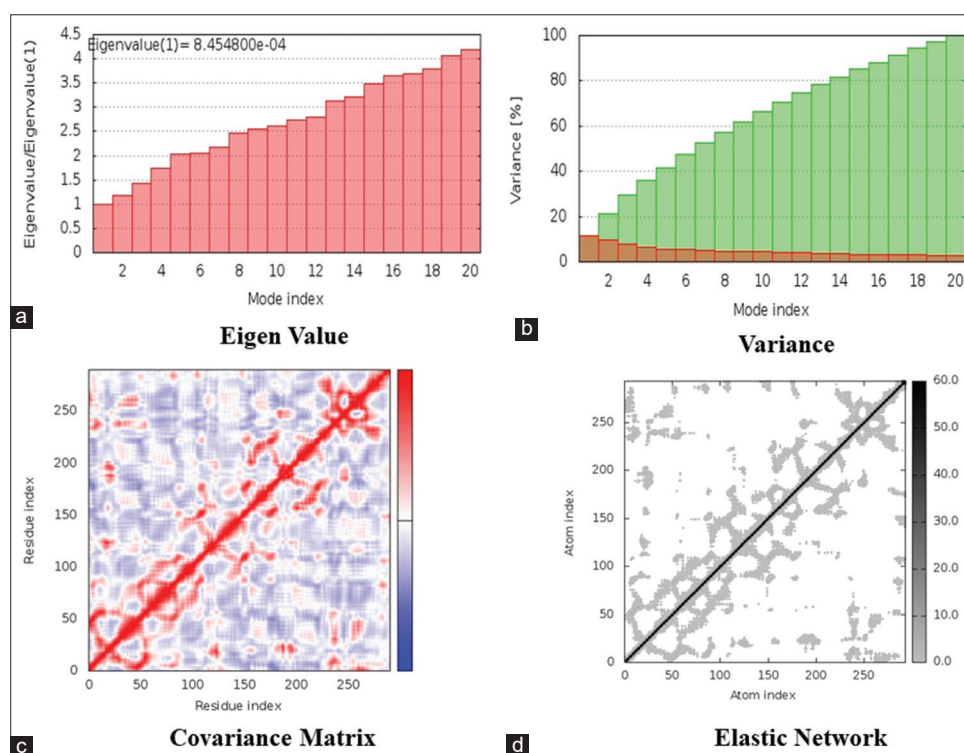 Eigenvalue(1)= 8.454800e-04
Eigenvalue/Eigenvalue(1)
4.5
4
3.5
3
2.5
2
1.5
1
0.5
0
2 4 6 8 10 12 14 16 18 20
Mode index
a
Eigen Value
Variance [%]
100
80
60
40
20
0
2 4 6 8 10 12 14 16 18 20
Mode index
b
Variance
Residue index
250
200
150
100
50
0
0 50 100 150 200 250
Residue index
c
Covariance Matrix
Atom index
250
200
150
100
50
0
0 50 100 150 200 250
Atom index
60.0
50.0
40.0
30.0
20.0
10.0
0.0
d
Elastic Network